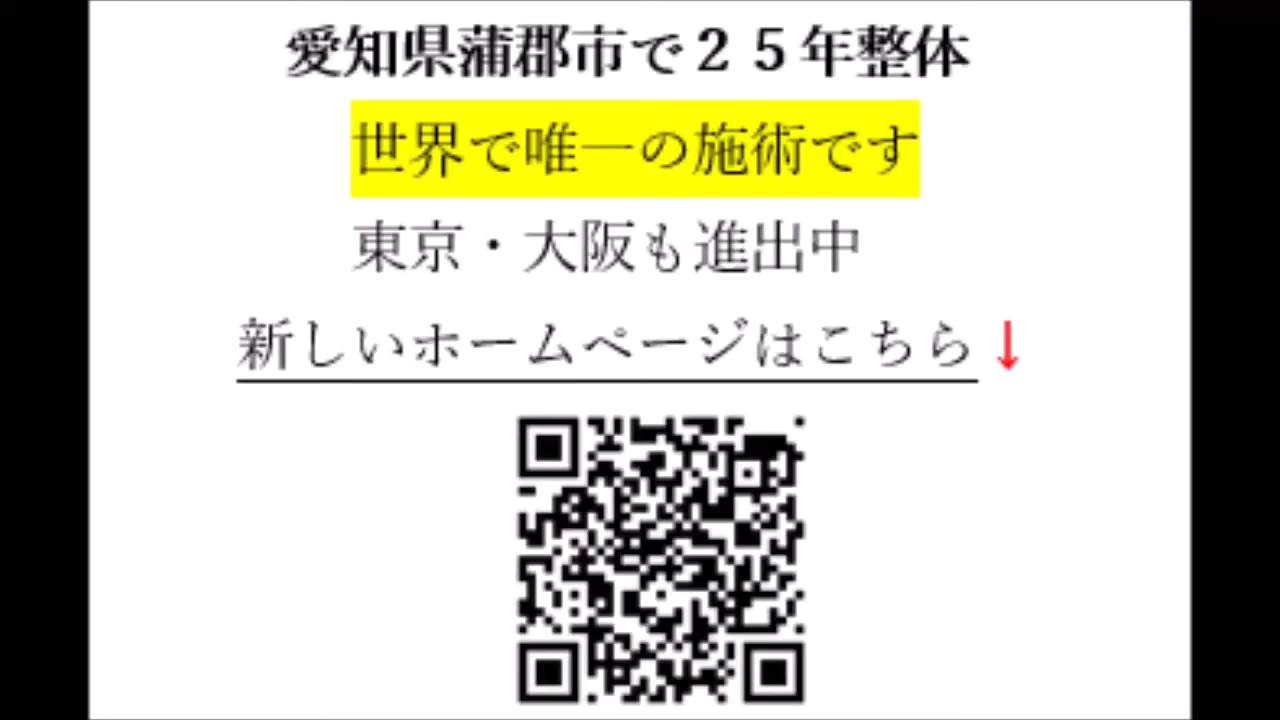 愛知県蒲郡市で２５年整体
世界で唯一の施術です
東京・大阪も進出中
新しいホームページはこちら↓